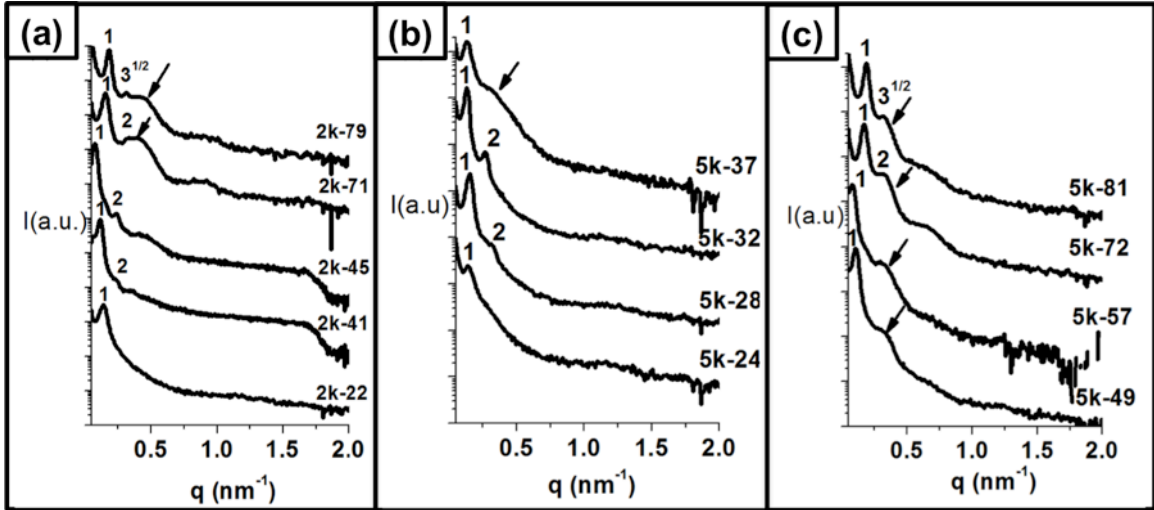 (a)
I(a.u.)
1
3^1/2
1
2
1
2
1
2
1
2k-79
2k-71
2k-45
2k-41
2k-22
0.5 1.0 1.5 2.0
q (nm^-1)
(b)
I(a.u)
1
1
2
1
2
1
5k-37
5k-32
5k-28
5k-24
0.5 1.0 1.5 2.0
q (nm^-1)
(c)
I(a.u)
1
3^1/2
1
2
1
1
5k-81
5k-72
5k-57
5k-49
0.5 1.0 1.5 2.0
q (nm^-1)